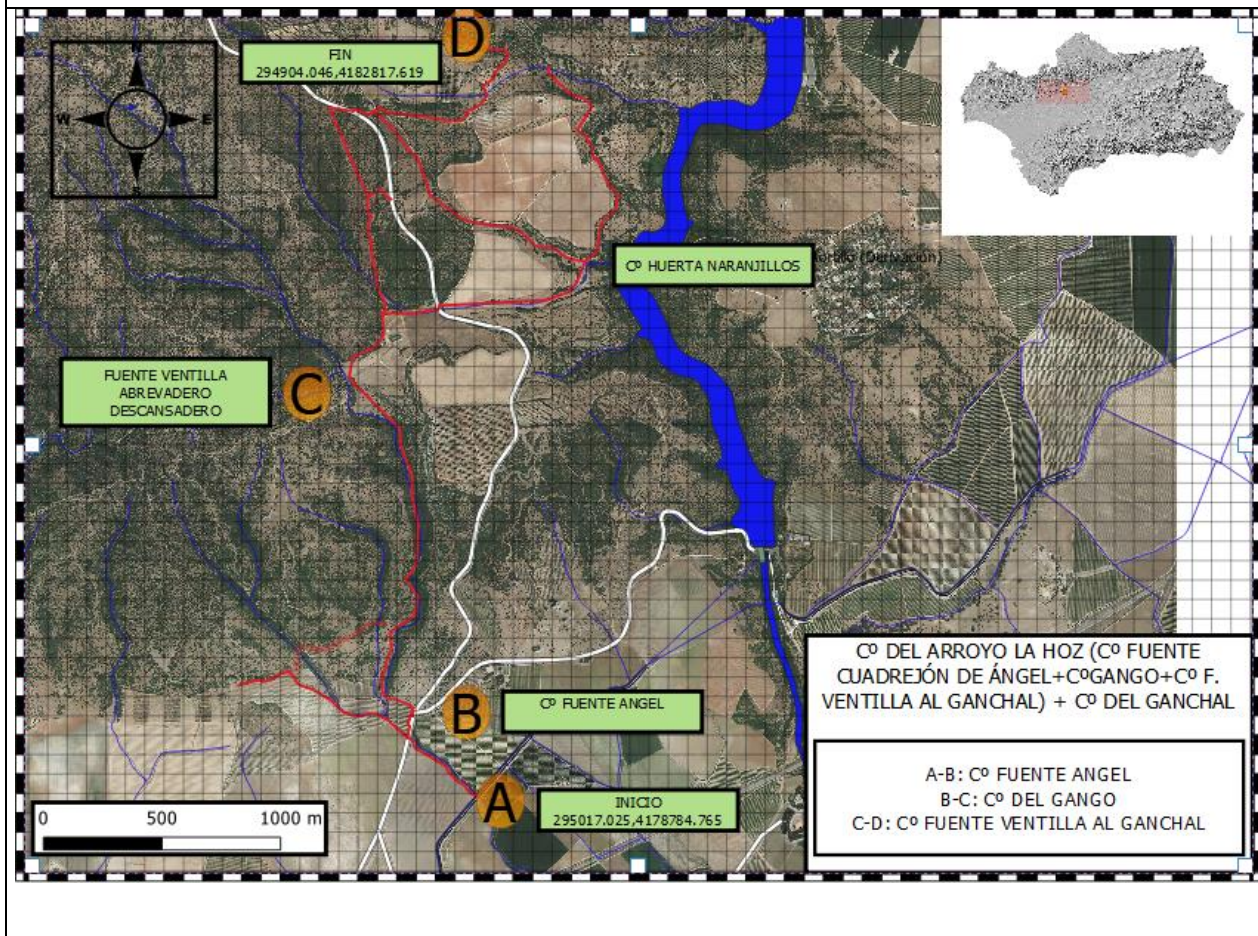 D
FIN
294904.046,4182817.619
N
W
E
Cº HUERTA NARANJILLOS
(Derivación)
FUENTE VENTILLA
ABREVADERO
DESCANSADERO
C
B
Cº FUENTE ANGEL
A
INICIO
295017.025,4178784.765
0 500 1000 m
Cº DEL ARROYO LA HOZ (Cº FUENTE
CUADREJÓN DE ÁNGEL+CºGANGO+Cº F.
VENTILLA AL GANCHAL) + Cº DEL GANCHAL
A-B: Cº FUENTE ANGEL
B-C: Cº DEL GANGO
C-D: Cº FUENTE VENTILLA AL GANCHAL